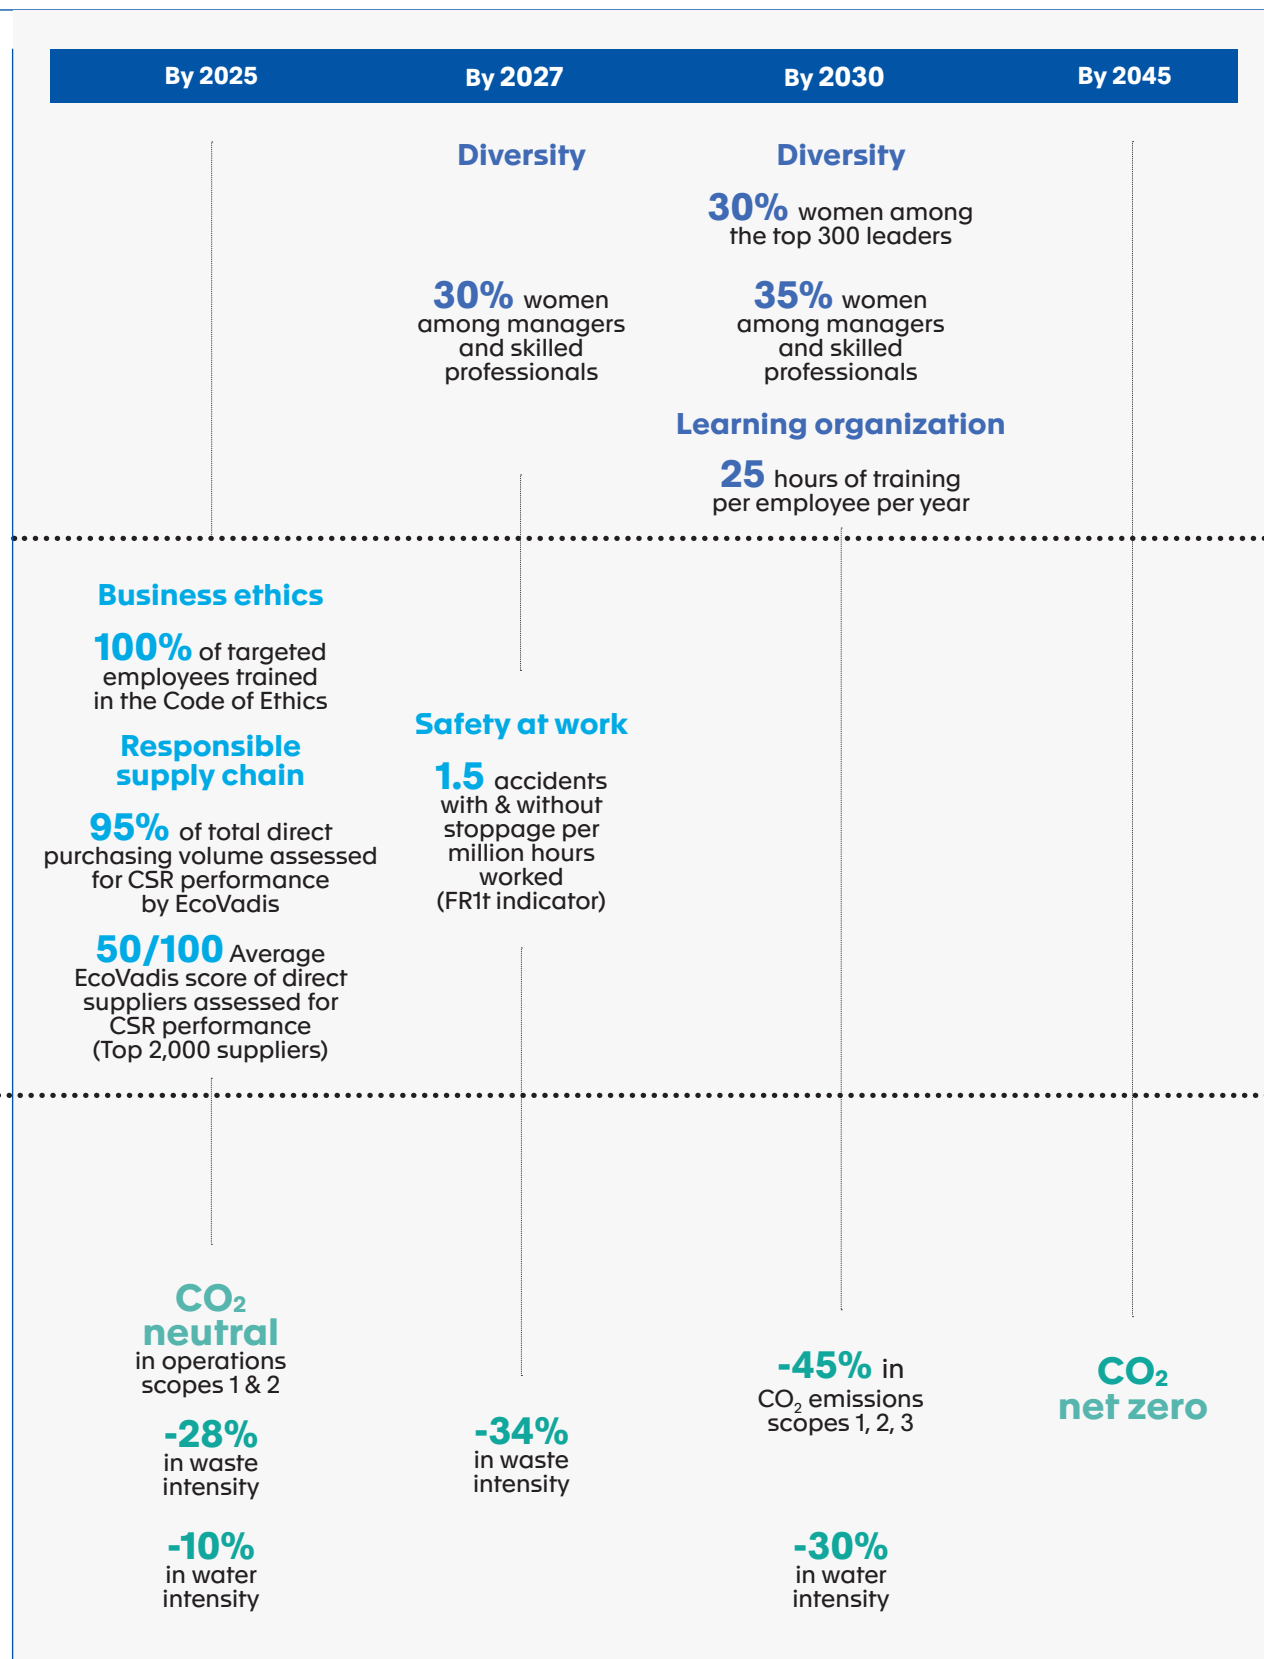 By 2025
By 2027
By 2030
By 2045
Diversity
30% women
among managers
and skilled
professionals
Diversity
30% women among
the top 300 leaders
35% women
among managers
and skilled
professionals
Learning organization
25 hours of training
per employee per year
Business ethics
100% of targeted
employees trained
in the Code of Ethics
Responsible
supply chain
95% of total direct
purchasing volume assessed
for CSR performance
by EcoVadis
50/100 Average
EcoVadis score of direct
suppliers assessed for
CSR performance
(Top 2,000 suppliers)
Safety at work
1.5 accidents
with & without
stoppage per
million hours
worked
(FR1t indicator)
CO₂
neutral
in operations
scopes 1 & 2
-28%
in waste
intensity
-10%
in water
intensity
-34%
in waste
intensity
-45% in
CO₂ emissions
scopes 1, 2, 3
-30%
in water
intensity
CO₂
net zero